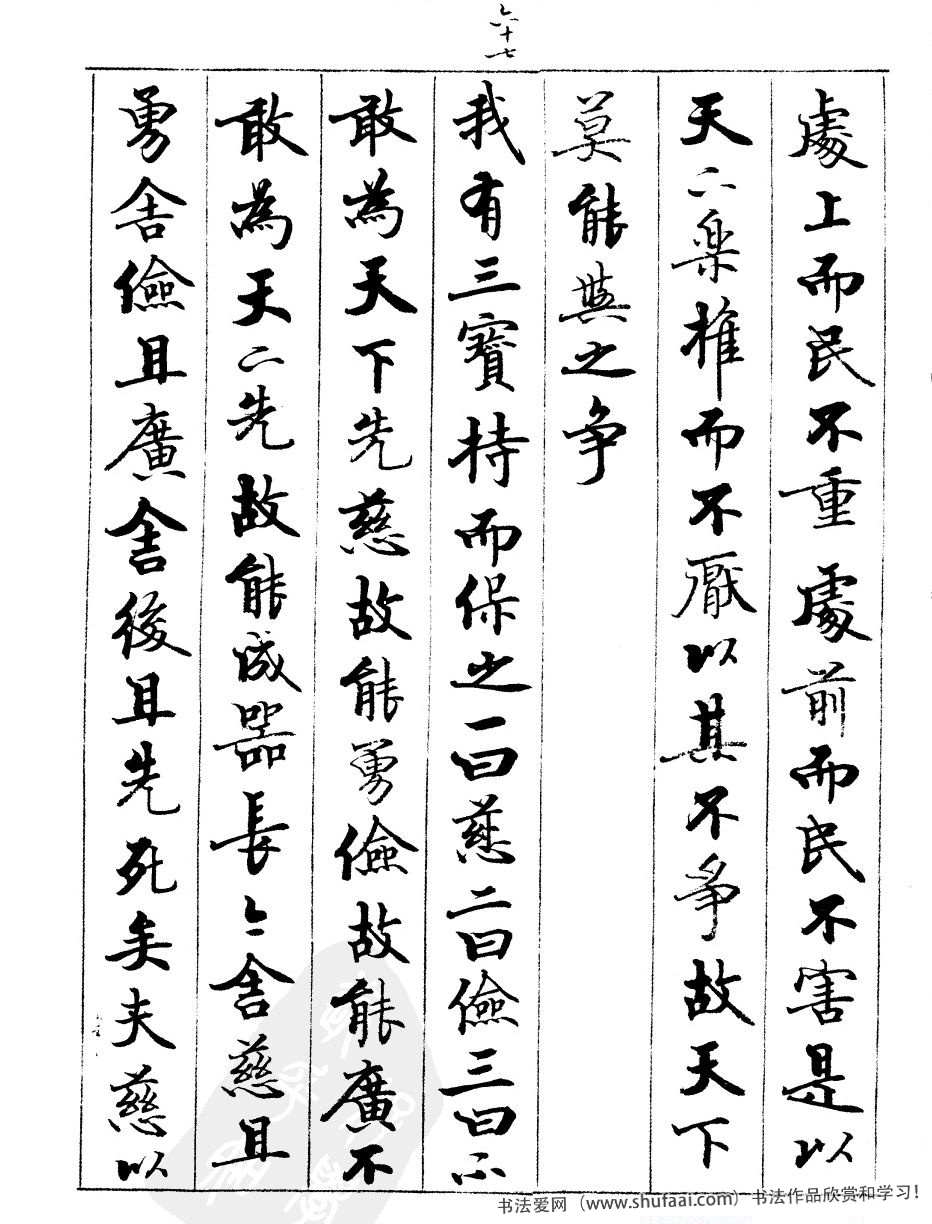 六十七
處上而民不重處前而民不害是以
天下樂推而不厭以其不爭故天下
莫能與之争
我有三寶持而保之一曰慈二曰儉三曰不
敢為天下先慈故能勇儉故能廣不
敢為天下先故能成器長今舍慈且
勇舍儉且廣舍後且先死矣夫慈以
书法爱网（www.shufaai.com）书法作品欣赏和学习！